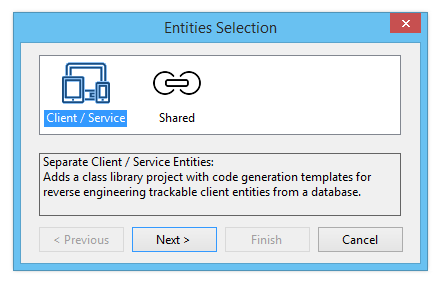 Entities Selection
Client / Service
Shared
Separate Client / Service Entities:
Adds a class library project with code generation templates for
reverse engineering trackable client entities from a database.
< Previous
Next >
Finish
Cancel